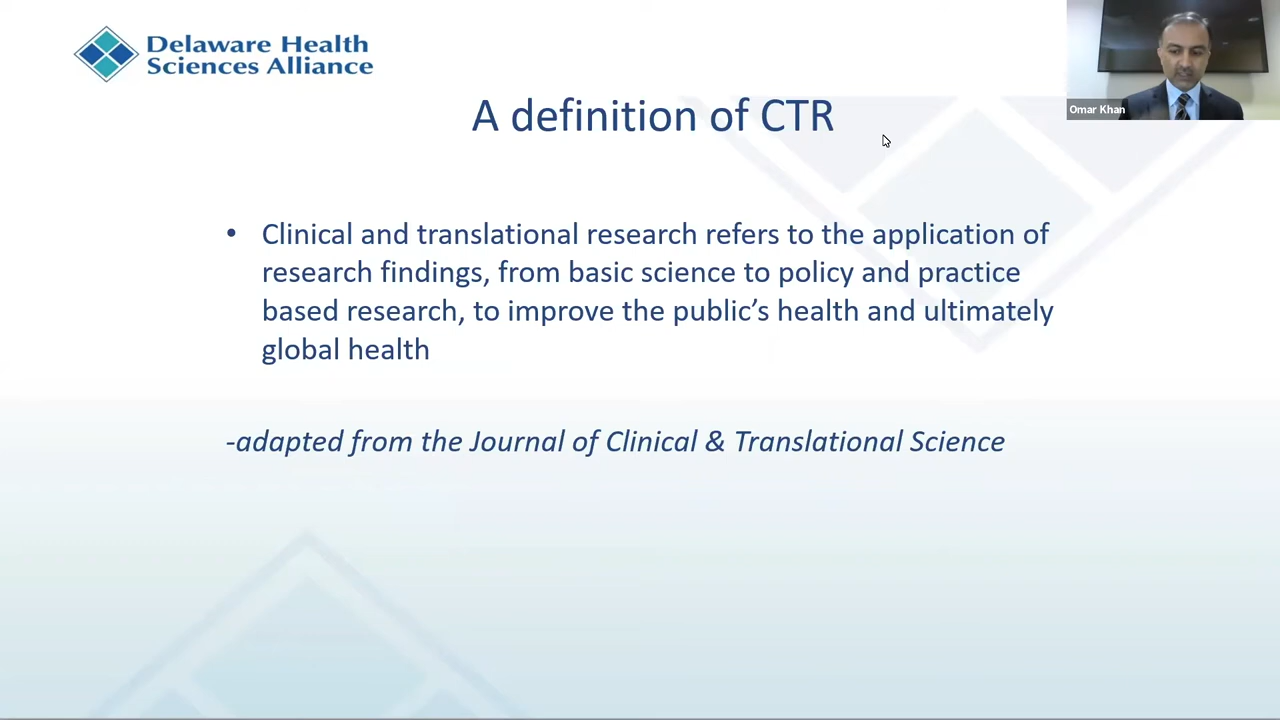 Delaware Health
Sciences Alliance
Omar Khan
A definition of CTR
• Clinical and translational research refers to the application of
research findings, from basic science to policy and practice
based research, to improve the public’s health and ultimately
global health
-adapted from the Journal of Clinical & Translational Science